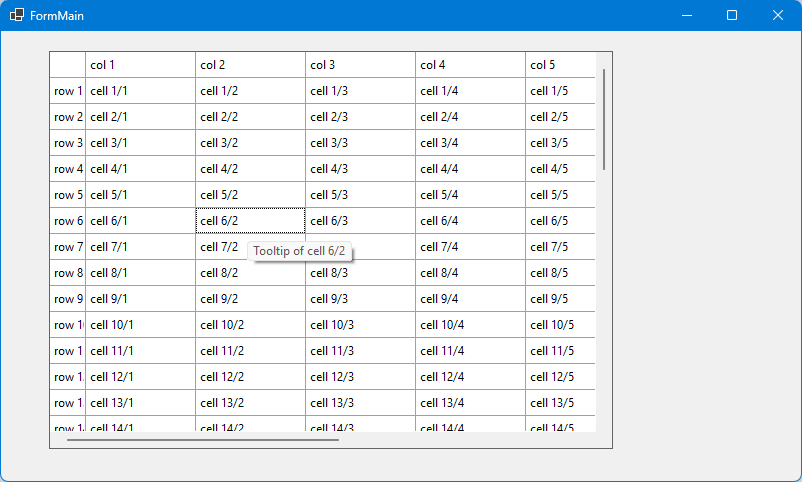 FormMain
col 1 col 2 col 3 col 4 col 5
row 1 cell 1/1 cell 1/2 cell 1/3 cell 1/4 cell 1/5
row 2 cell 2/1 cell 2/2 cell 2/3 cell 2/4 cell 2/5
row 3 cell 3/1 cell 3/2 cell 3/3 cell 3/4 cell 3/5
row 4 cell 4/1 cell 4/2 cell 4/3 cell 4/4 cell 4/5
row 5 cell 5/1 cell 5/2 cell 5/3 cell 5/4 cell 5/5
row 6 cell 6/1 cell 6/2 cell 6/3 cell 6/4 cell 6/5
row 7 cell 7/1 cell 7/2 cell 7/4 cell 7/5
Tooltip of cell 6/2
row 8 cell 8/1 cell 8/2 cell 8/3 cell 8/4 cell 8/5
row 9 cell 9/1 cell 9/2 cell 9/3 cell 9/4 cell 9/5
row 1 cell 10/1 cell 10/2 cell 10/3 cell 10/4 cell 10/5
row 1 cell 11/1 cell 11/2 cell 11/3 cell 11/4 cell 11/5
row 1 cell 12/1 cell 12/2 cell 12/3 cell 12/4 cell 12/5
row 1 cell 13/1 cell 13/2 cell 13/3 cell 13/4 cell 13/5
row 1 cell 14/1 cell 14/2 cell 14/3 cell 14/4 cell 14/5